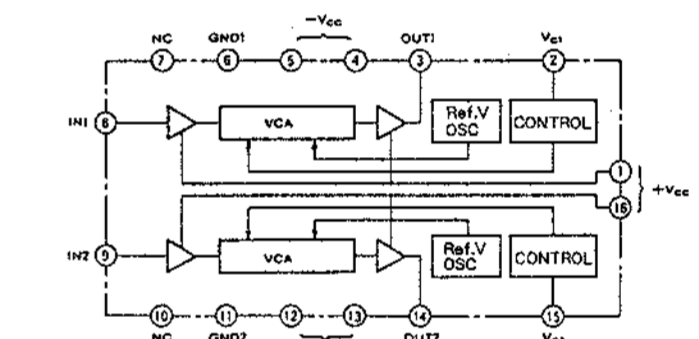 −Vcc
NC GND1 OUT1 Vc1
7 6 5 4 3 2
IN1 8 VCA Ref.V OSC CONTROL
1
+Vcc
16
IN2 9 VCA Ref.V OSC CONTROL
10 11 12 13 14 15
NC GND2 OUT2